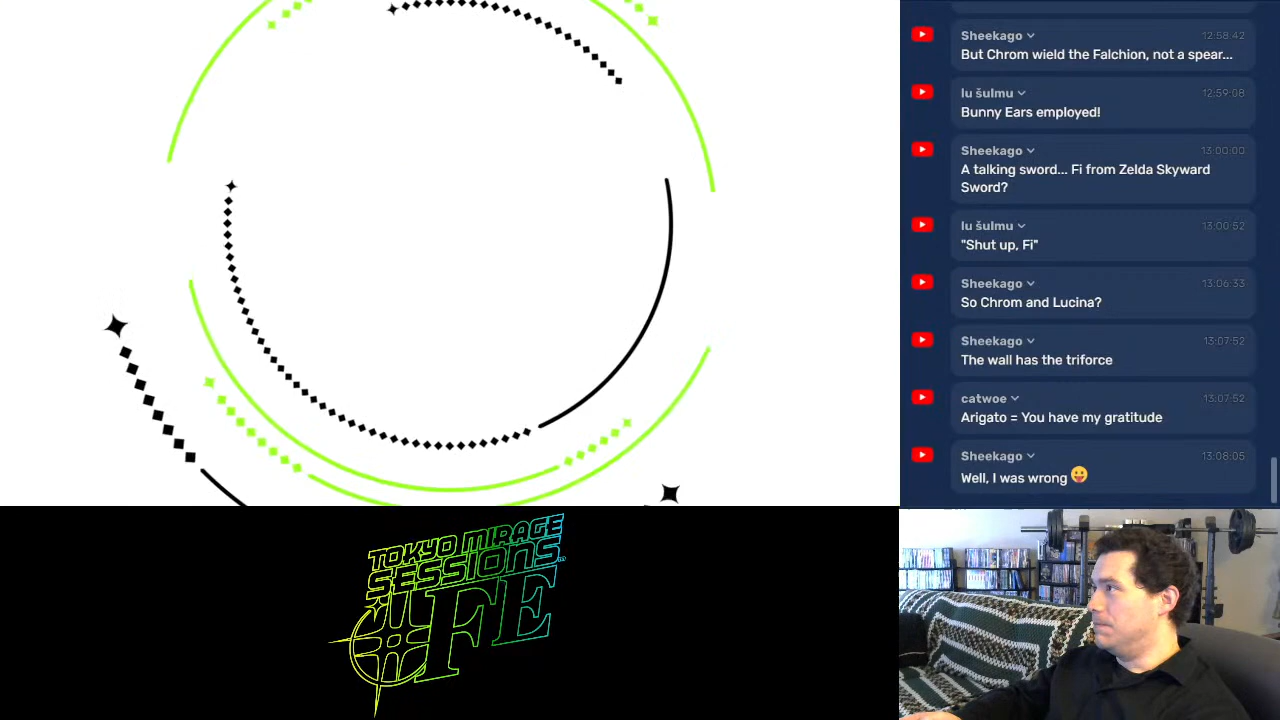 Sheekago 12:58:42
But Chrom wield the Falchion, not a spear...
lu šulmu 12:59:08
Bunny Ears employed!
Sheekago 13:00:00
A talking sword... Fi from Zelda Skyward
Sword?
lu šulmu 13:00:52
"Shut up, Fi"
Sheekago 13:06:33
So Chrom and Lucina?
Sheekago 13:07:52
The wall has the triforce
catwoe 13:07:52
Arigato = You have my gratitude
Sheekago 13:08:05
Well, I was wrong 😛
TOKYO MIRAGE
SESSIONS
#FE